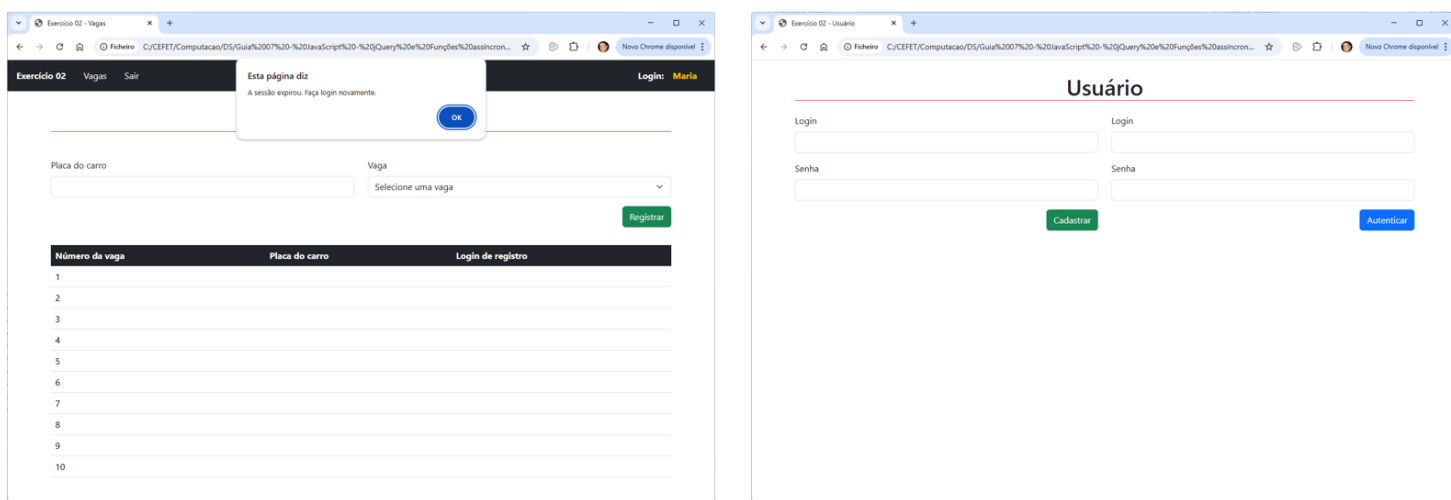 Exercício 02 - Vagas
Ficheiro C:/CEFET/Computacao/DS/Guia%2007%20-%20JavaScript%20-%20jQuery%20e%20Funções%20assíncron... Novo Chrome disponível
Exercício 02 Vagas Sair Login: Maria
Esta página diz
A sessão expirou. Faça login novamente.
OK
Placa do carro Vaga
Selecione uma vaga
Registrar
Número da vaga Placa do carro Login de registro
1
2
3
4
5
6
7
8
9
10
Exercício 02 - Usuário
Ficheiro C:/CEFET/Computacao/DS/Guia%2007%20-%20JavaScript%20-%20jQuery%20e%20Funções%20assíncron... Novo Chrome disponível
Usuário
Login Login
Senha Senha
Cadastrar Autenticar